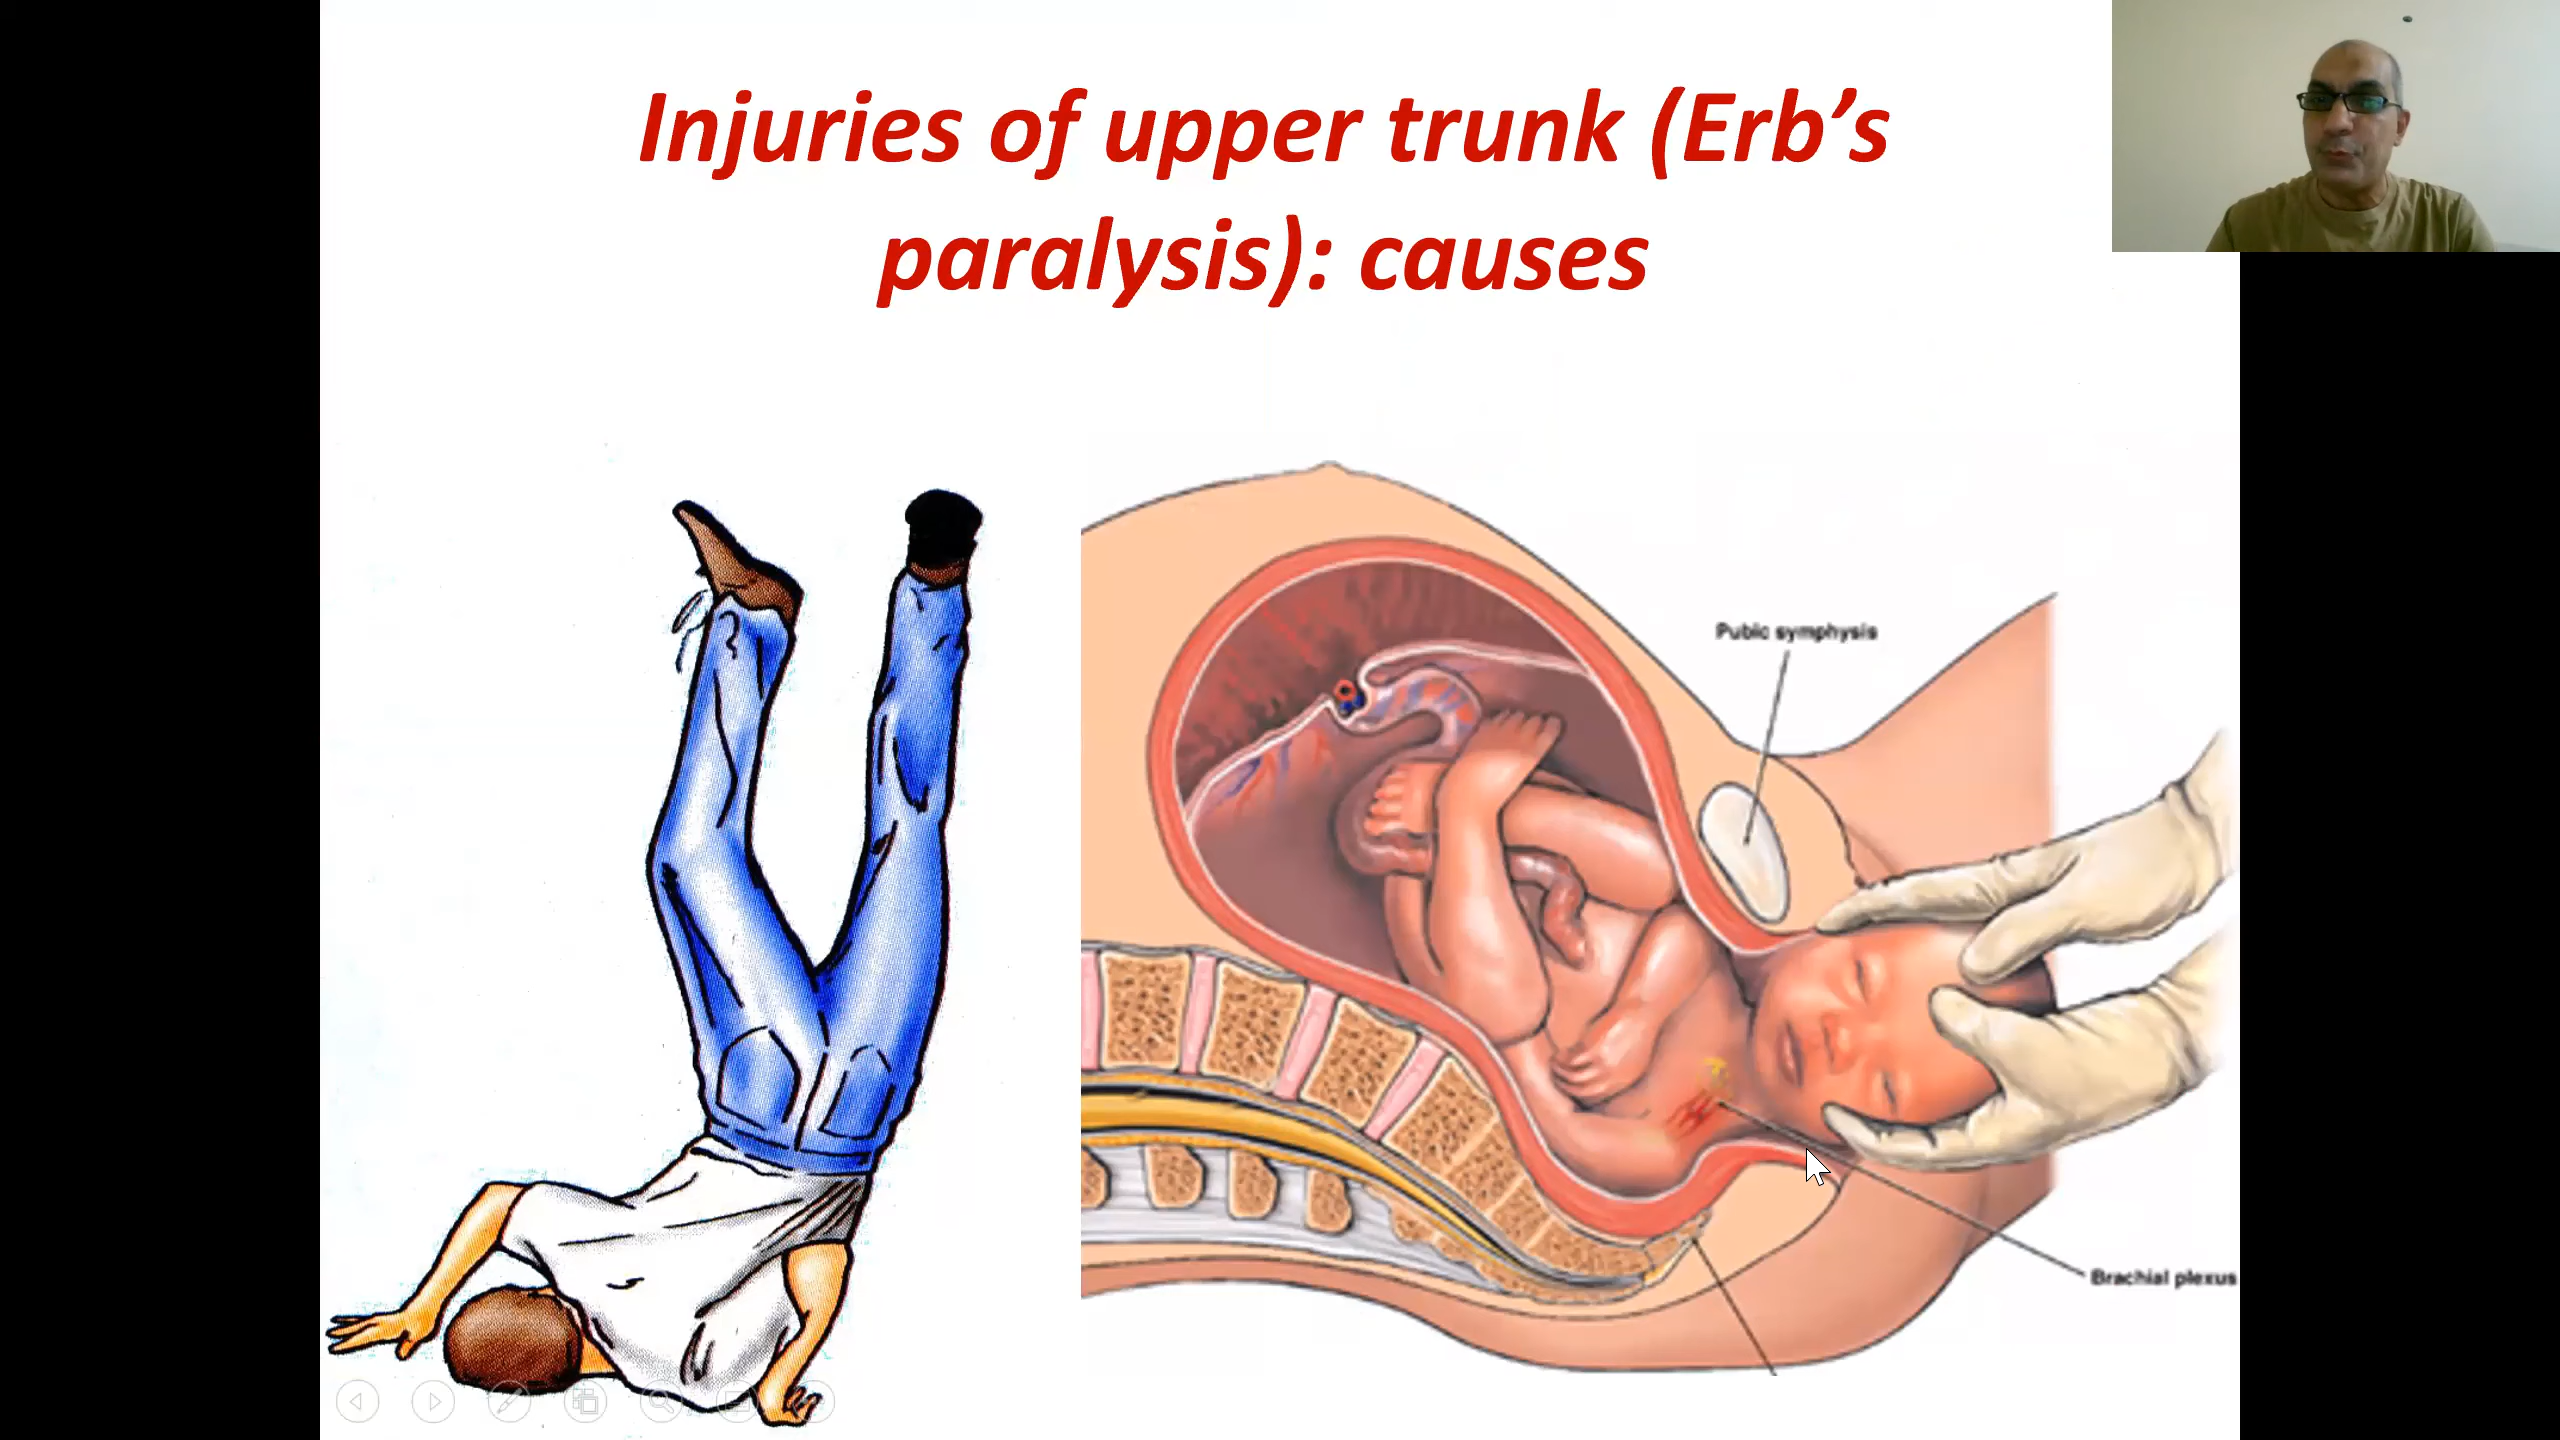 Injuries of upper trunk (Erb’s
paralysis): causes
Pubic symphysis
Brachial plexus